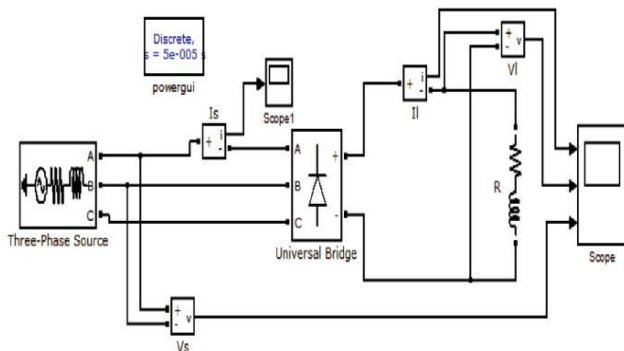 Discrete,
s = 5e-005 s
powergui
Is
+ i -
Scope1
Il
+ i -
Vl
+ - v
A
B
C
Three-Phase Source
A
B
C
+
-
Universal Bridge
R
Scope
+ - v
Vs